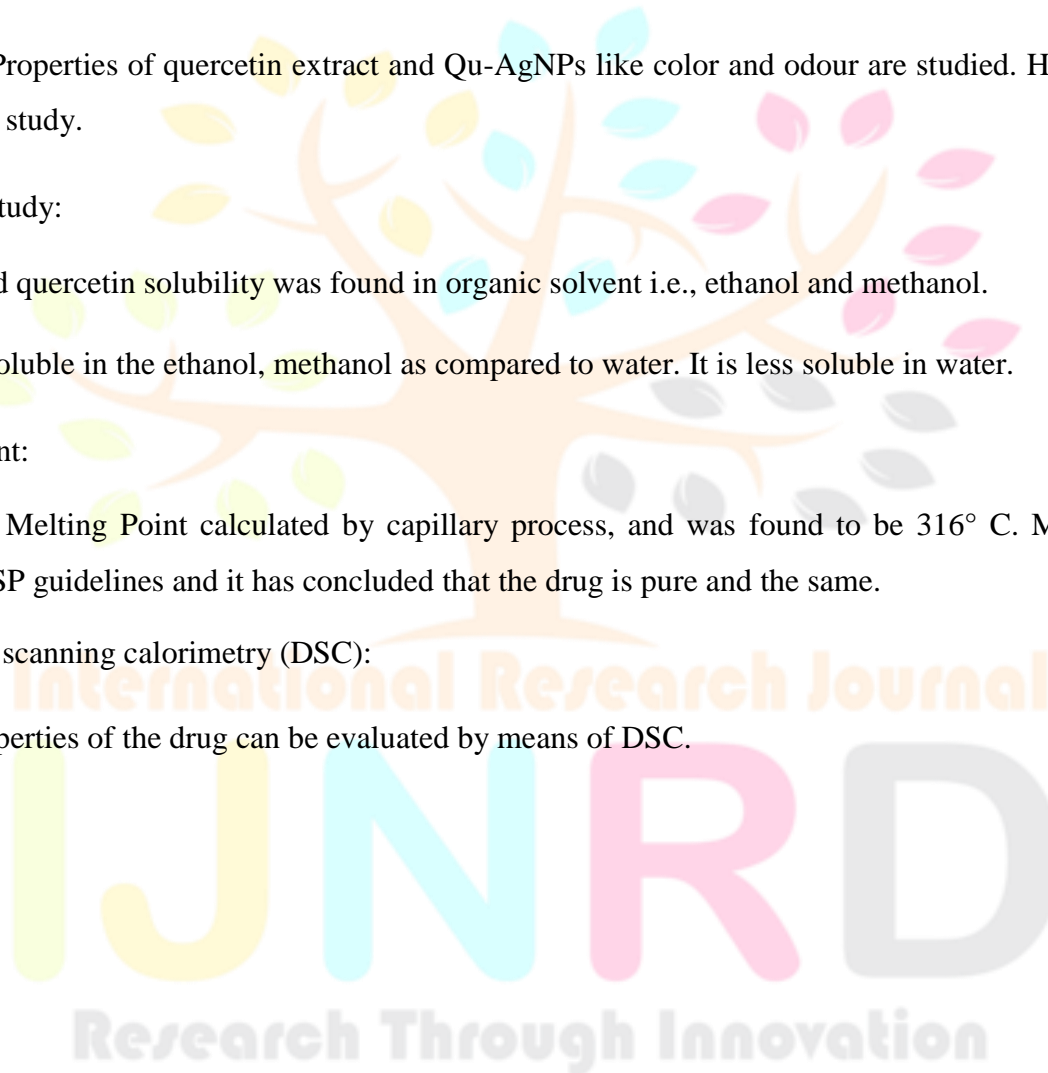 Properties of quercetin extract and Qu-AgNPs like color and odour are studied. H
study.
tudy:
d quercetin solubility was found in organic solvent i.e., ethanol and methanol.
oluble in the ethanol, methanol as compared to water. It is less soluble in water.
nt:
Melting Point calculated by capillary process, and was found to be 316° C. M
SP guidelines and it has concluded that the drug is pure and the same.
scanning calorimetry (DSC):
International Research Journal
perties of the drug can be evaluated by means of DSC.
IJNRD
Research Through Innovation